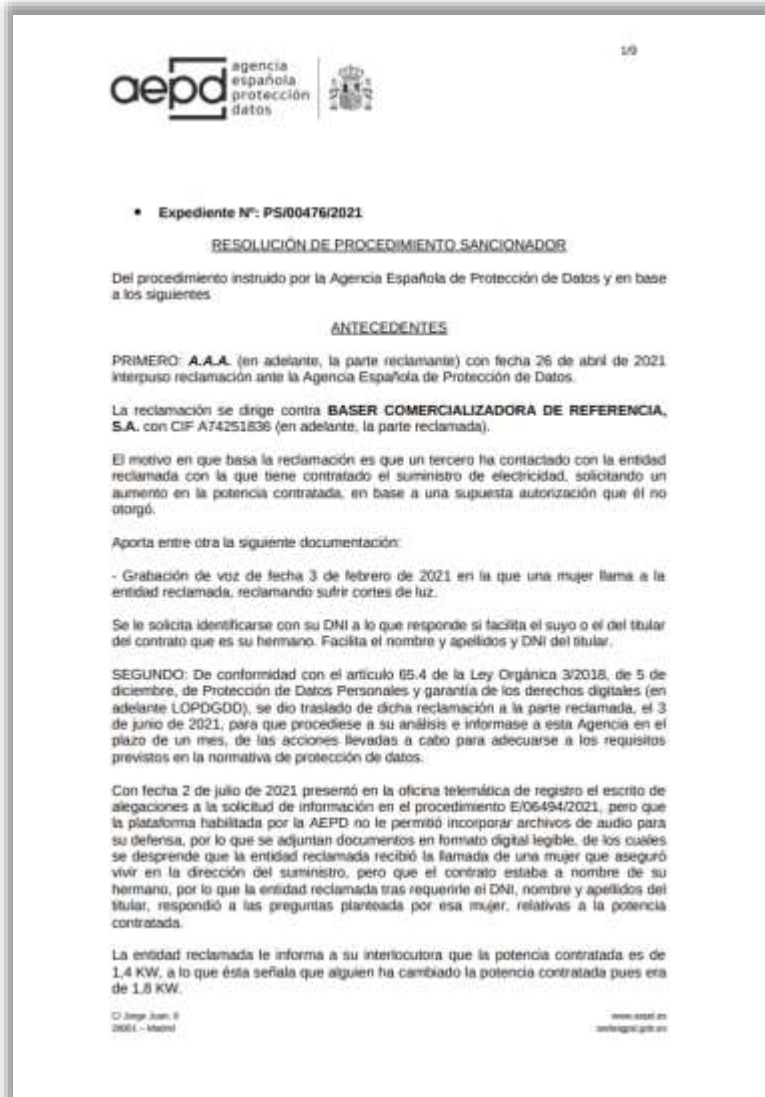 1/9
aepd
agencia
española
protección
datos
• Expediente Nº: PS/00476/2021
RESOLUCIÓN DE PROCEDIMIENTO SANCIONADOR
Del procedimiento instruido por la Agencia Española de Protección de Datos y en base
a los siguientes
ANTECEDENTES
PRIMERO: A.A.A. (en adelante, la parte reclamante) con fecha 26 de abril de 2021
interpuso reclamación ante la Agencia Española de Protección de Datos.
La reclamación se dirige contra BASER COMERCIALIZADORA DE REFERENCIA,
S.A. con CIF A74251836 (en adelante, la parte reclamada).
El motivo en que basa la reclamación es que un tercero ha contactado con la entidad
reclamada con la que tiene contratado el suministro de electricidad, solicitando un
aumento en la potencia contratada, en base a una supuesta autorización que él no
otorgó.
Aporta entre otra la siguiente documentación:
- Grabación de voz de fecha 3 de febrero de 2021 en la que una mujer llama a la
entidad reclamada, reclamando sufrir cortes de luz.
Se le solicita identificarse con su DNI a lo que responde si facilita el suyo o el del titular
del contrato que es su hermano. Facilita el nombre y apellidos y DNI del titular.
SEGUNDO: De conformidad con el artículo 65.4 de la Ley Orgánica 3/2018, de 5 de
diciembre, de Protección de Datos Personales y garantía de los derechos digitales (en
adelante LOPDGDD), se dio traslado de dicha reclamación a la parte reclamada, el 3
de junio de 2021, para que procediese a su análisis e informase a esta Agencia en el
plazo de un mes, de las acciones llevadas a cabo para adecuarse a los requisitos
previstos en la normativa de protección de datos.
Con fecha 2 de julio de 2021 presentó en la oficina telemática de registro el escrito de
alegaciones a la solicitud de información en el procedimiento E/06494/2021, pero que
la plataforma habilitada por la AEPD no le permitió incorporar archivos de audio para
su defensa, por lo que se adjuntan documentos en formato digital legible, de los cuales
se desprende que la entidad reclamada recibió la llamada de una mujer que aseguró
vivir en la dirección del suministro, pero que el contrato estaba a nombre de su
hermano, por lo que la entidad reclamada tras requerirle el DNI, nombre y apellidos del
titular, respondió a las preguntas planteada por esa mujer, relativas a la potencia
contratada.
La entidad reclamada le informa a su interlocutora que la potencia contratada es de
1,4 KW, a lo que ésta señala que alguien ha cambiado la potencia contratada pues era
de 1,8 KW.
C/ Jorge Juan, 6
28001 – Madrid
www.aepd.es
sedeagpd.gob.es